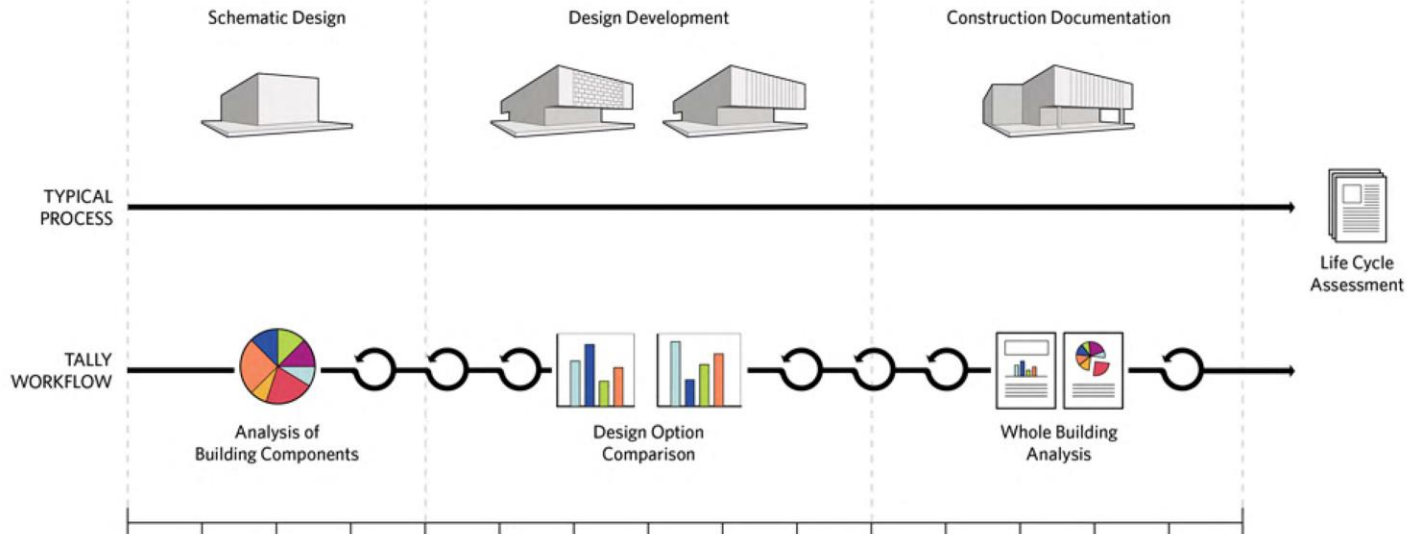 Schematic Design
Design Development
Construction Documentation
TYPICAL
PROCESS
Life Cycle
Assessment
TALLY
WORKFLOW
Analysis of
Building Components
Design Option
Comparison
Whole Building
Analysis